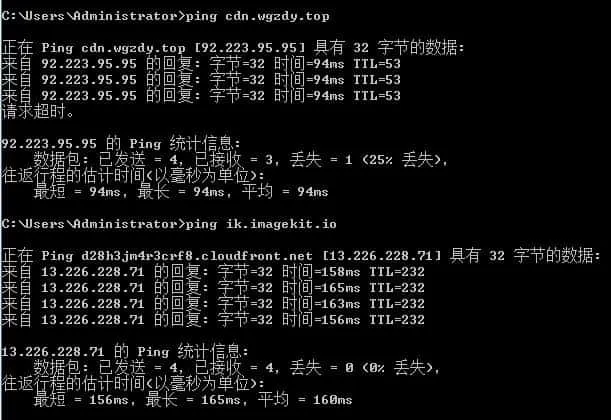 C:\Users\Administrator>ping cdn.wgzdy.top
正在 Ping cdn.wgzdy.top [92.223.95.95] 具有 32 字节的数据:
来自 92.223.95.95 的回复: 字节=32 时间=94ms TTL=53
来自 92.223.95.95 的回复: 字节=32 时间=94ms TTL=53
来自 92.223.95.95 的回复: 字节=32 时间=94ms TTL=53
请求超时。
92.223.95.95 的 Ping 统计信息:
数据包: 已发送 = 4, 已接收 = 3, 丢失 = 1 (25% 丢失),
往返行程的估计时间(以毫秒为单位):
最短 = 94ms, 最长 = 94ms, 平均 = 94ms
C:\Users\Administrator>ping ik.imagekit.io
正在 Ping d28h3jm4r3crf8.cloudfront.net [13.226.228.71] 具有 32 字节的数据:
来自 13.226.228.71 的回复: 字节=32 时间=158ms TTL=232
来自 13.226.228.71 的回复: 字节=32 时间=165ms TTL=232
来自 13.226.228.71 的回复: 字节=32 时间=163ms TTL=232
来自 13.226.228.71 的回复: 字节=32 时间=156ms TTL=232
13.226.228.71 的 Ping 统计信息:
数据包: 已发送 = 4, 已接收 = 4, 丢失 = 0 (0% 丢失),
往返行程的估计时间(以毫秒为单位):
最短 = 156ms, 最长 = 165ms, 平均 = 160ms